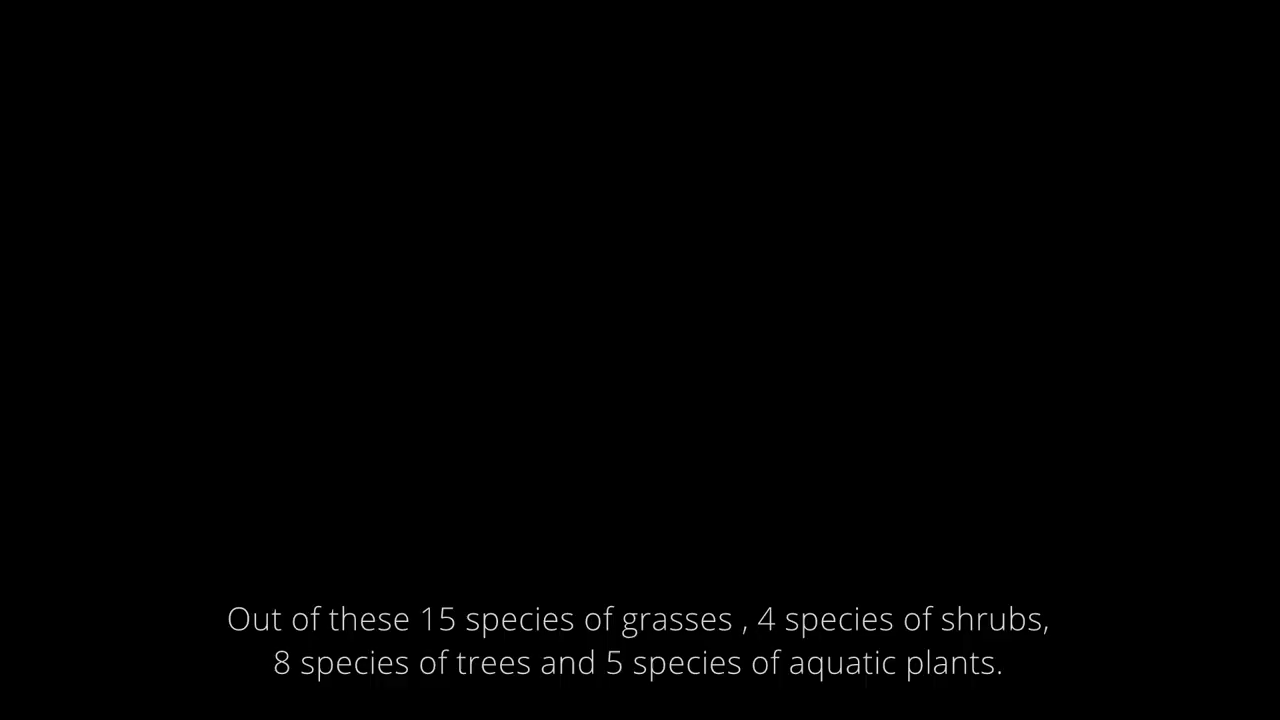 Out of these 15 species of grasses , 4 species of shrubs,
8 species of trees and 5 species of aquatic plants.